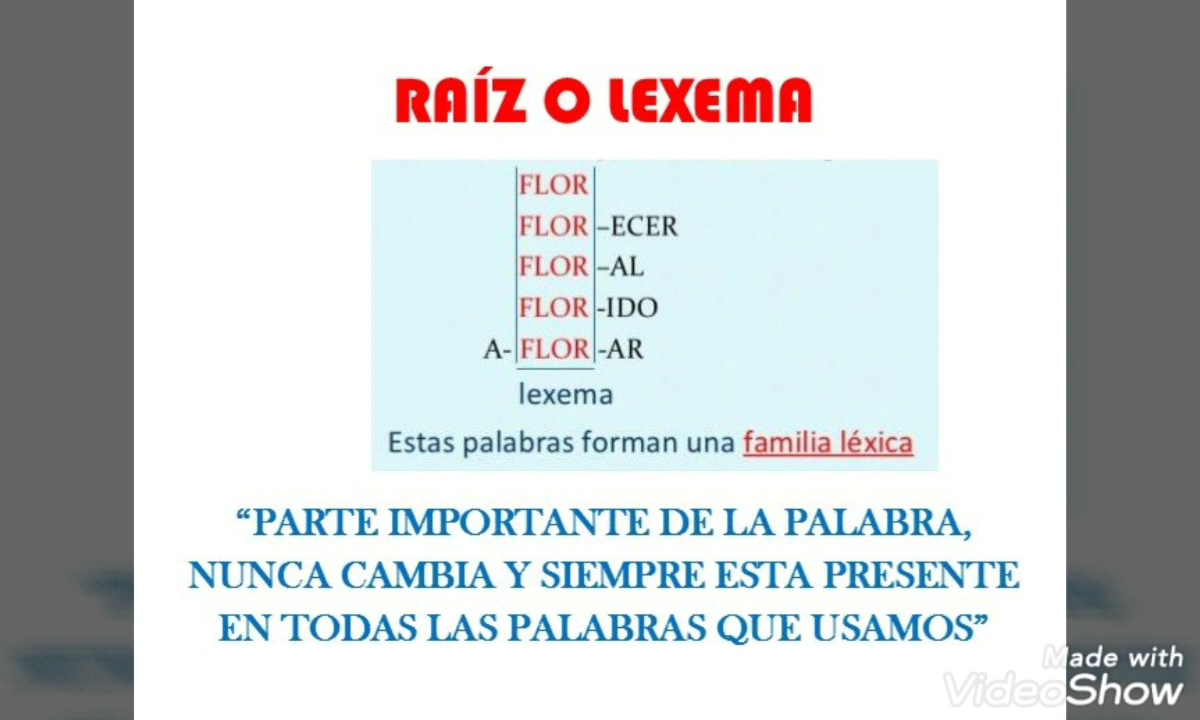 RAÍZ O LEXEMA
FLOR
FLOR –ECER
FLOR –AL
FLOR -IDO
A- FLOR -AR
lexema
Estas palabras forman una familia léxica
“PARTE IMPORTANTE DE LA PALABRA,
NUNCA CAMBIA Y SIEMPRE ESTA PRESENTE
EN TODAS LAS PALABRAS QUE USAMOS”
Made with
VideoShow